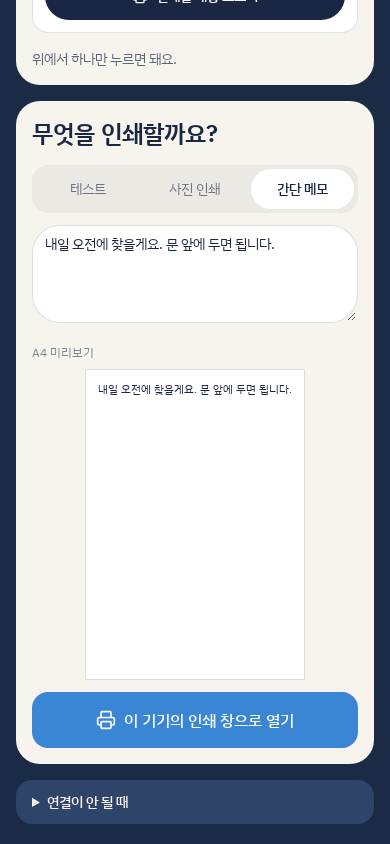 위에서 하나만 누르면 돼요.
무엇을 인쇄할까요?
테스트
사진 인쇄
간단 메모
내일 오전에 찾을게요. 문 앞에 두면 됩니다.
A4 미리보기
내일 오전에 찾을게요. 문 앞에 두면 됩니다.
이 기기의 인쇄 창으로 열기
연결이 안 될 때